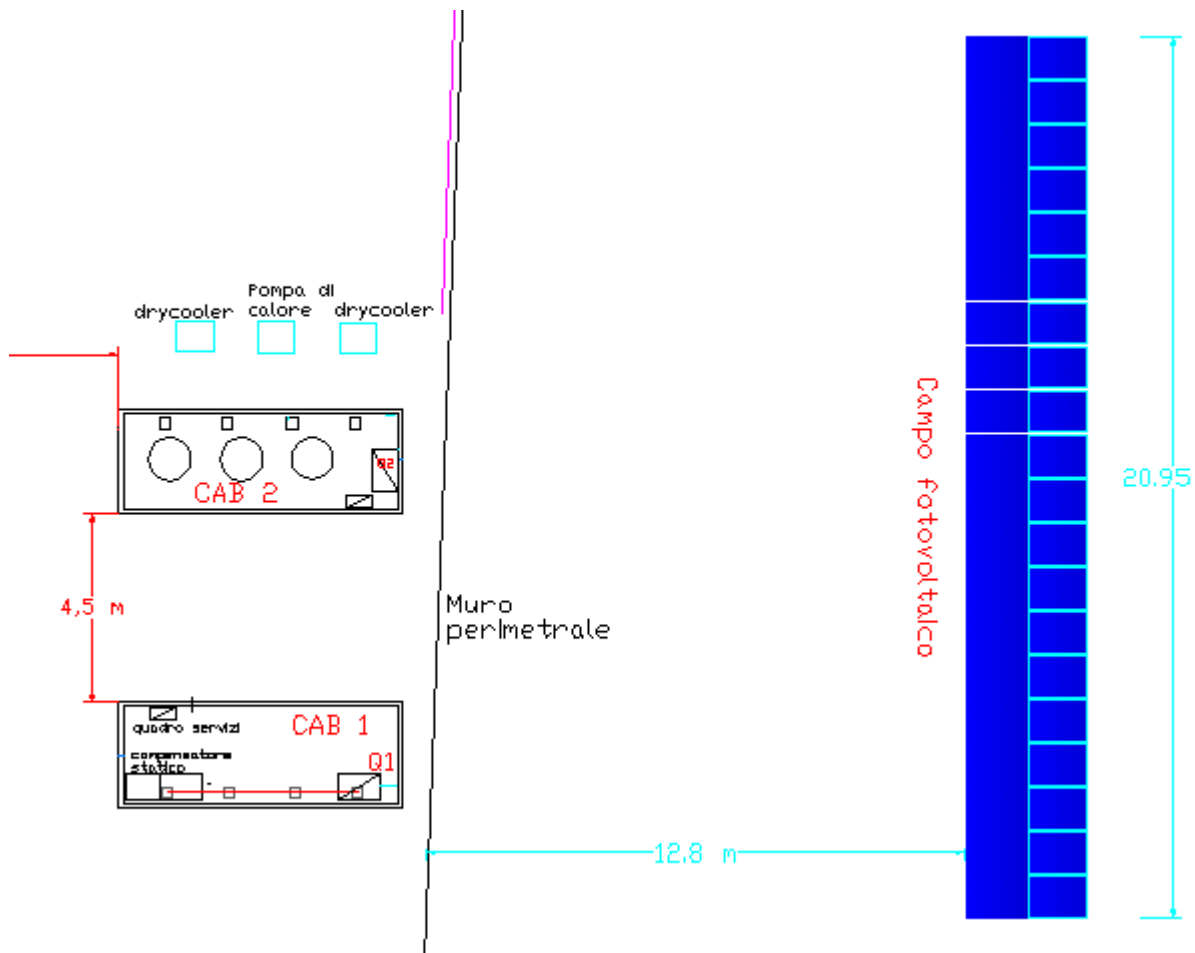 Pompa di
drycooler calore drycooler
Q2
CAB 2
Campo fotovoltaico
20.95
4,5 m
Muro
perimetrale
CAB 1
quadro servizi
compensatore
statico
Q1
12.8 m